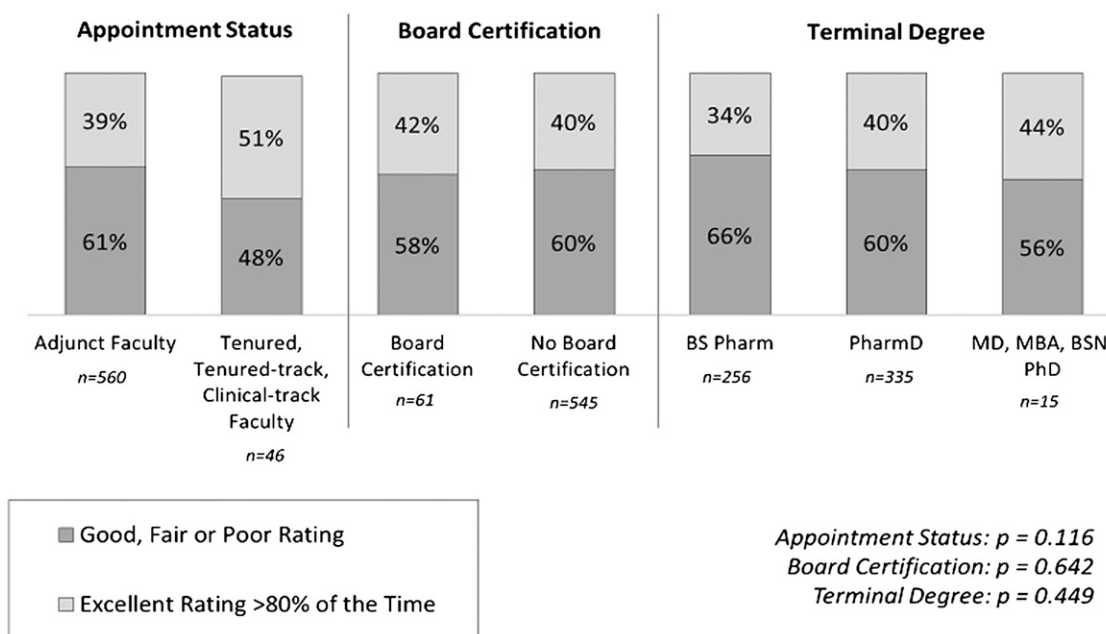 Appointment Status
Board Certification
Terminal Degree
39%
61%
51%
48%
42%
58%
40%
60%
34%
66%
40%
60%
44%
56%
Adjunct Faculty
n=560
Tenured,
Tenured-track,
Clinical-track
Faculty
n=46
Board
Certification
n=61
No Board
Certification
n=545
BS Pharm
n=256
PharmD
n=335
MD, MBA, BSN
PhD
n=15
Good, Fair or Poor Rating
Excellent Rating >80% of the Time
Appointment Status: p = 0.116
Board Certification: p = 0.642
Terminal Degree: p = 0.449